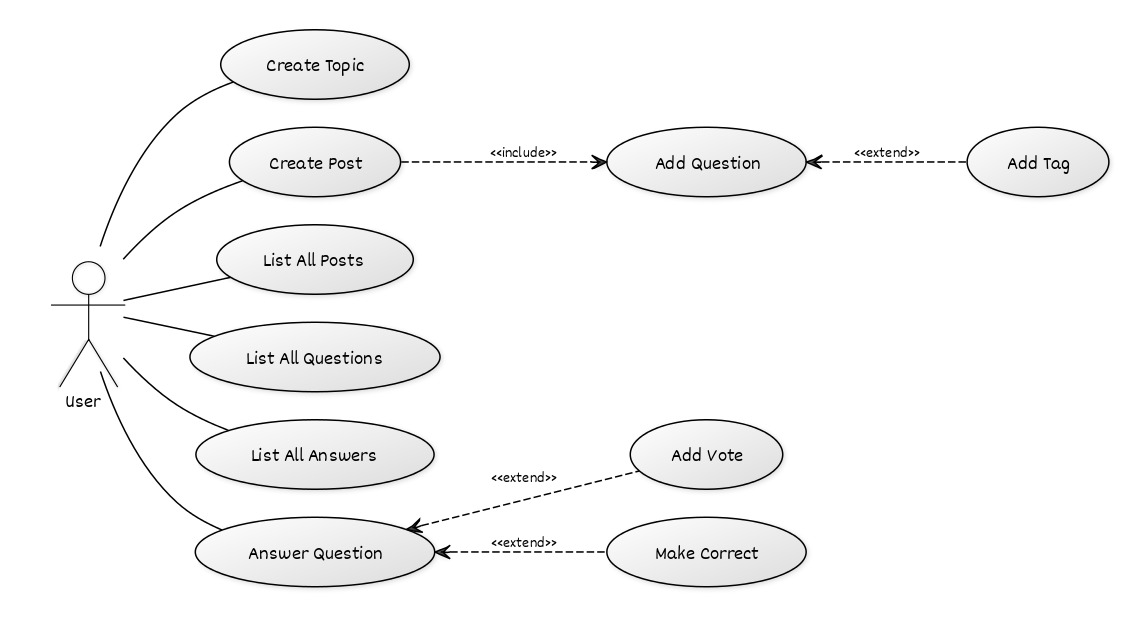 Create Topic
Create Post
<<include>>
Add Question
<<extend>>
Add Tag
List All Posts
List All Questions
User
List All Answers
Add Vote
<<extend>>
Answer Question
<<extend>>
Make Correct